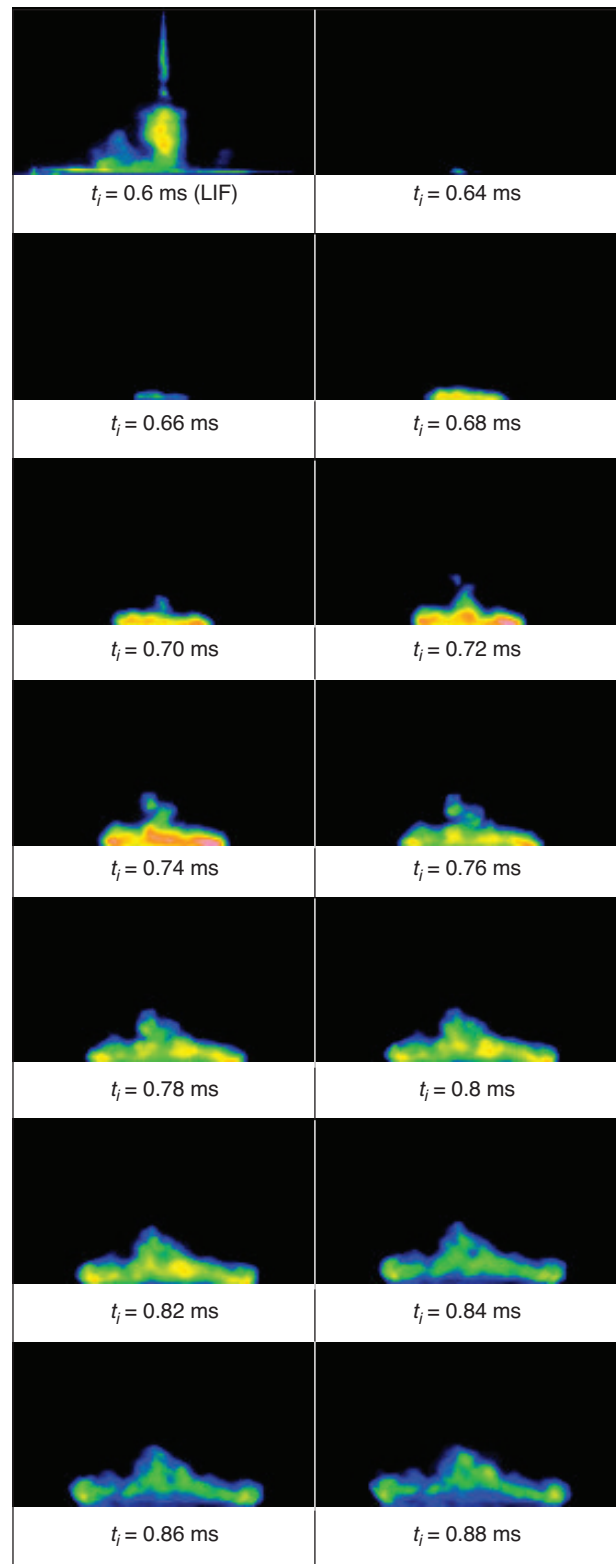 t_i = 0.6 ms (LIF)
t_i = 0.64 ms
t_i = 0.66 ms
t_i = 0.68 ms
t_i = 0.70 ms
t_i = 0.72 ms
t_i = 0.74 ms
t_i = 0.76 ms
t_i = 0.78 ms
t_i = 0.8 ms
t_i = 0.82 ms
t_i = 0.84 ms
t_i = 0.86 ms
t_i = 0.88 ms